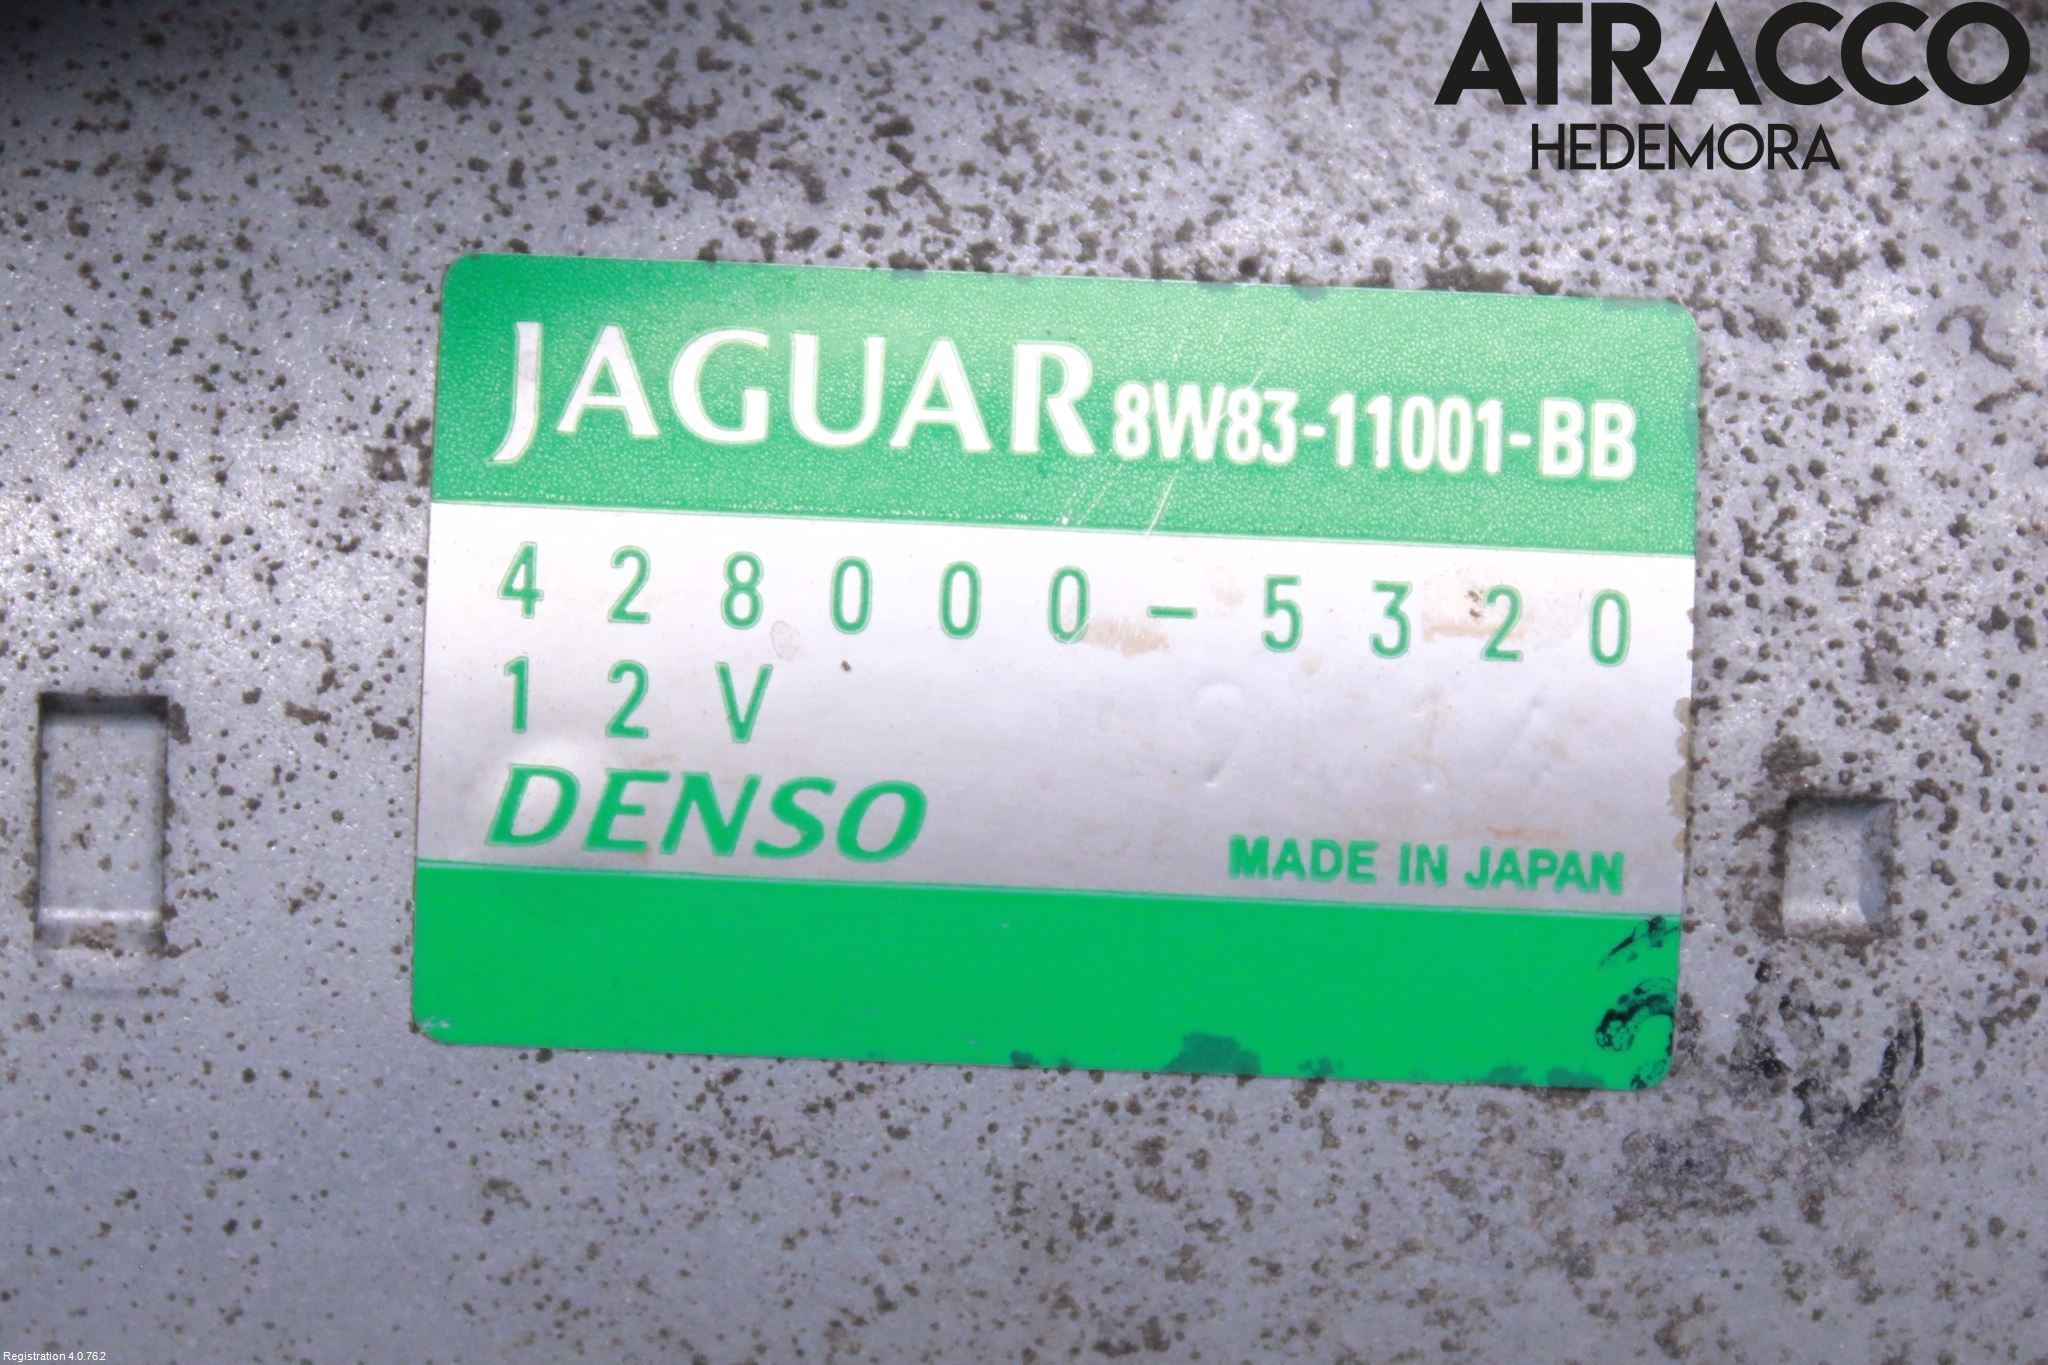 ATRACCO
HEDEMORA
JAGUAR 8W83-11001-BB
428000-5320
12V
DENSO
MADE IN JAPAN
Registration 4.0.762